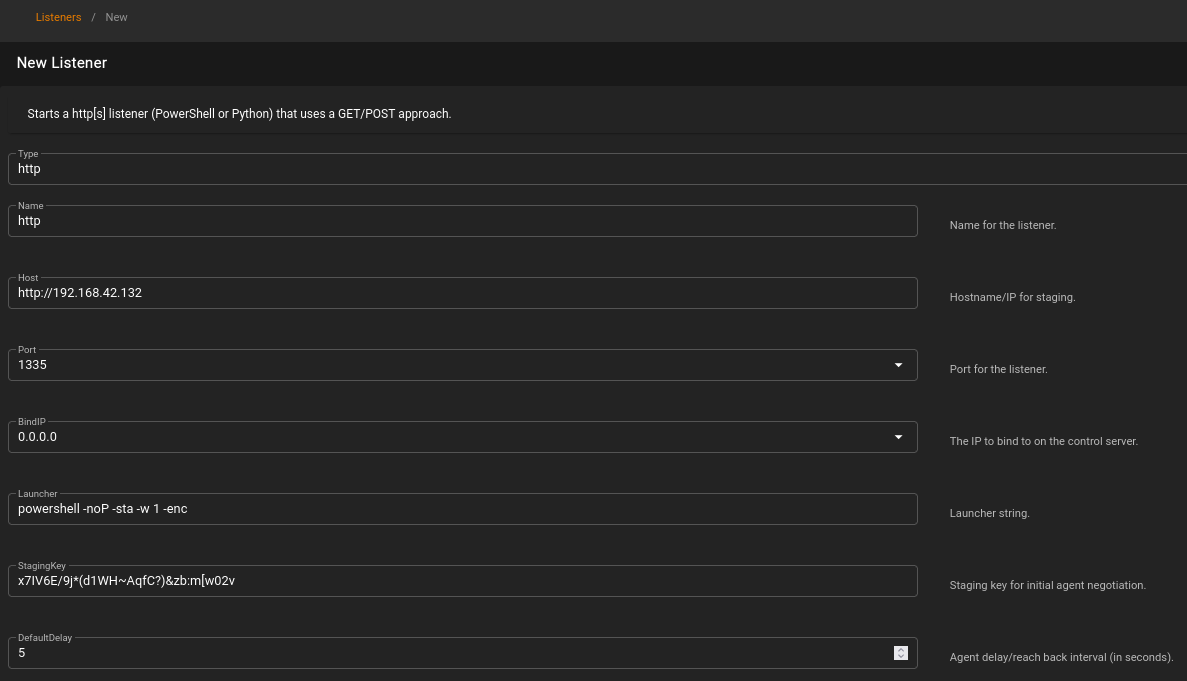 Listeners / New
New Listener
Starts a http[s] listener (PowerShell or Python) that uses a GET/POST approach.
Type
http
Name
http
Name for the listener.
Host
http://192.168.42.132
Hostname/IP for staging.
Port
1335
Port for the listener.
BindIP
0.0.0.0
The IP to bind to on the control server.
Launcher
powershell -noP -sta -w 1 -enc
Launcher string.
StagingKey
x7IV6E/9j*(d1WH~AqfC?)&zb:m[w02v
Staging key for initial agent negotiation.
DefaultDelay
5
Agent delay/reach back interval (in seconds).